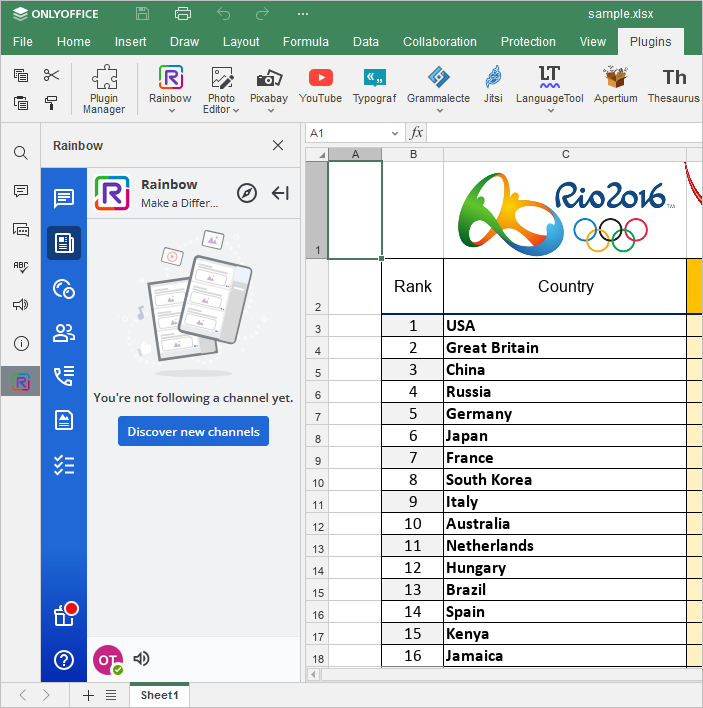 ONLYOFFICE
sample.xlsx
File Home Insert Draw Layout Formula Data Collaboration Protection View Plugins
Plugin Manager
Rainbow
Photo Editor
Pixabay
YouTube
Typograf
Grammalecte
Jitsi
LT
LanguageTool
Apertium
Th
Thesaurus
Rainbow
A1
fx
R
Rainbow
Make a Differ...
You're not following a channel yet.
Discover new channels
OT
ABC
A B C
1
Rio2016™
2 Rank Country
3 1 USA
4 2 Great Britain
5 3 China
6 4 Russia
7 5 Germany
8 6 Japan
9 7 France
10 8 South Korea
11 9 Italy
12 10 Australia
13 11 Netherlands
14 12 Hungary
15 13 Brazil
16 14 Spain
17 15 Kenya
18 16 Jamaica
Sheet1